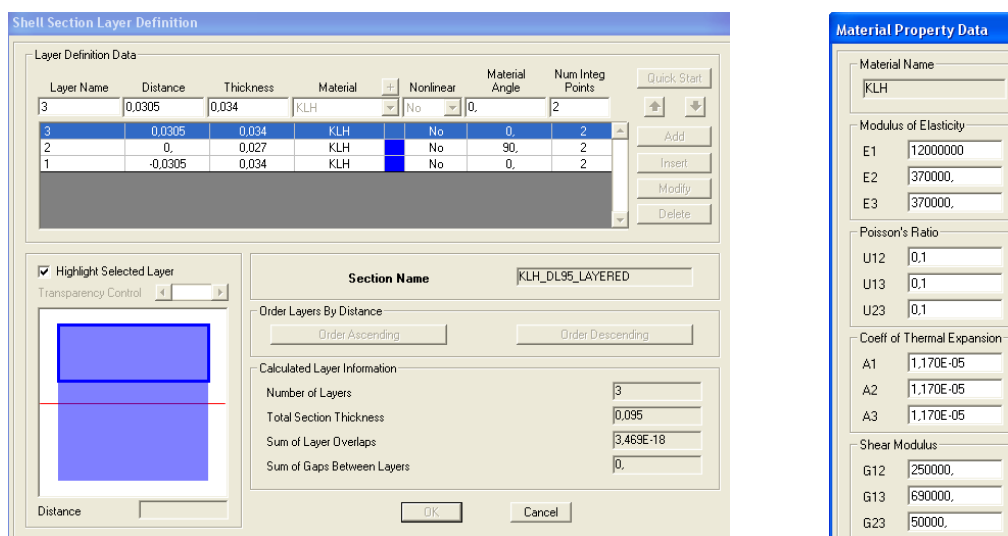 Shell Section Layer Definition
Layer Definition Data
Layer Name Distance Thickness Material + Nonlinear Material Angle Num Integ Points
3 0,0305 0,034 KLH No 0, 2
3 0,0305 0,034 KLH No 0, 2
2 0, 0,027 KLH No 90, 2
1 -0,0305 0,034 KLH No 0, 2
Quick Start
Add
Insert
Modify
Delete
Highlight Selected Layer
Transparency Control
Distance
Section Name KLH_DL95_LAYERED
Order Layers By Distance
Order Ascending Order Descending
Calculated Layer Information
Number of Layers 3
Total Section Thickness 0,095
Sum of Layer Overlaps 3,469E-18
Sum of Gaps Between Layers 0,
OK Cancel
Material Property Data
Material Name
KLH
Modulus of Elasticity
E1 12000000
E2 370000,
E3 370000,
Poisson's Ratio
U12 0,1
U13 0,1
U23 0,1
Coeff of Thermal Expansion
A1 1,170E-05
A2 1,170E-05
A3 1,170E-05
Shear Modulus
G12 250000,
G13 690000,
G23 50000,